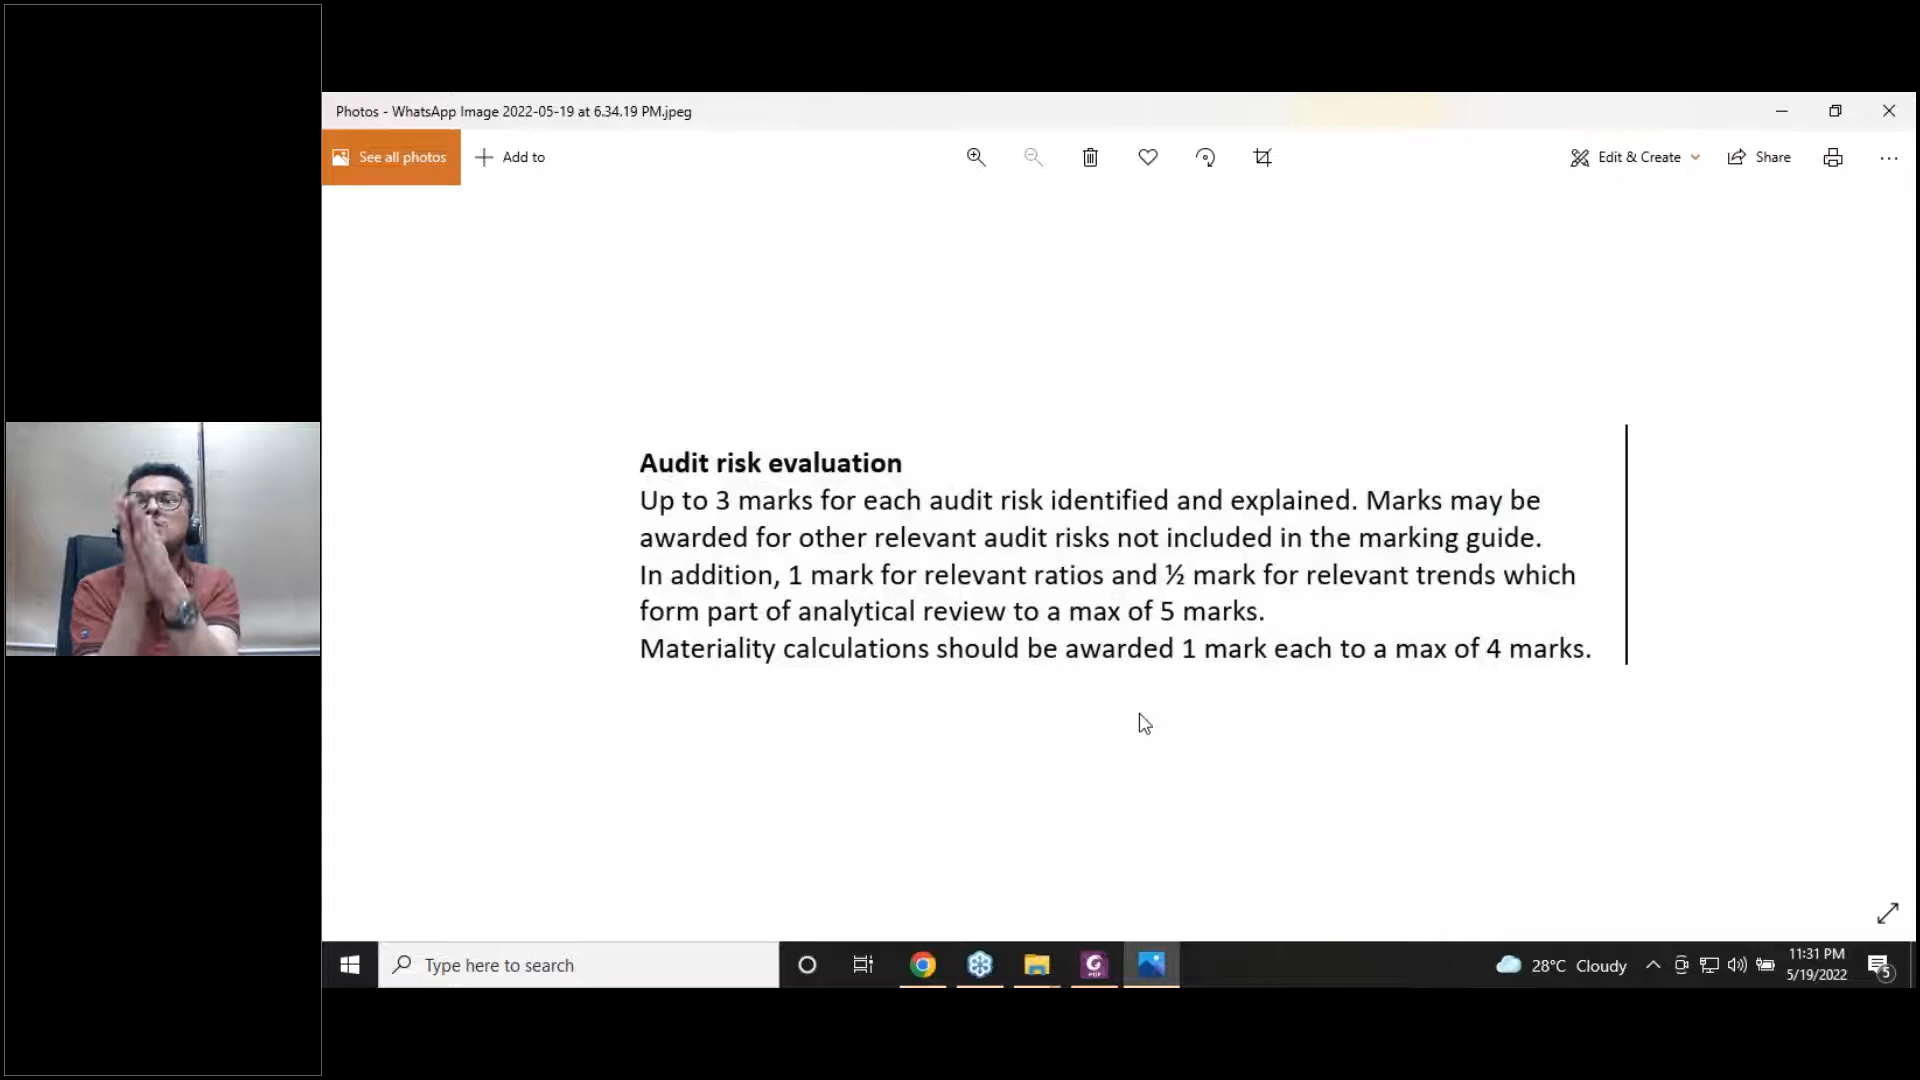 Photos - WhatsApp Image 2022-05-19 at 6.34.19 PM.jpeg
See all photos
Add to
Edit & Create
Share
Audit risk evaluation
Up to 3 marks for each audit risk identified and explained. Marks may be
awarded for other relevant audit risks not included in the marking guide.
In addition, 1 mark for relevant ratios and ½ mark for relevant trends which
form part of analytical review to a max of 5 marks.
Materiality calculations should be awarded 1 mark each to a max of 4 marks.
Type here to search
28°C Cloudy
11:31 PM
5/19/2022
5